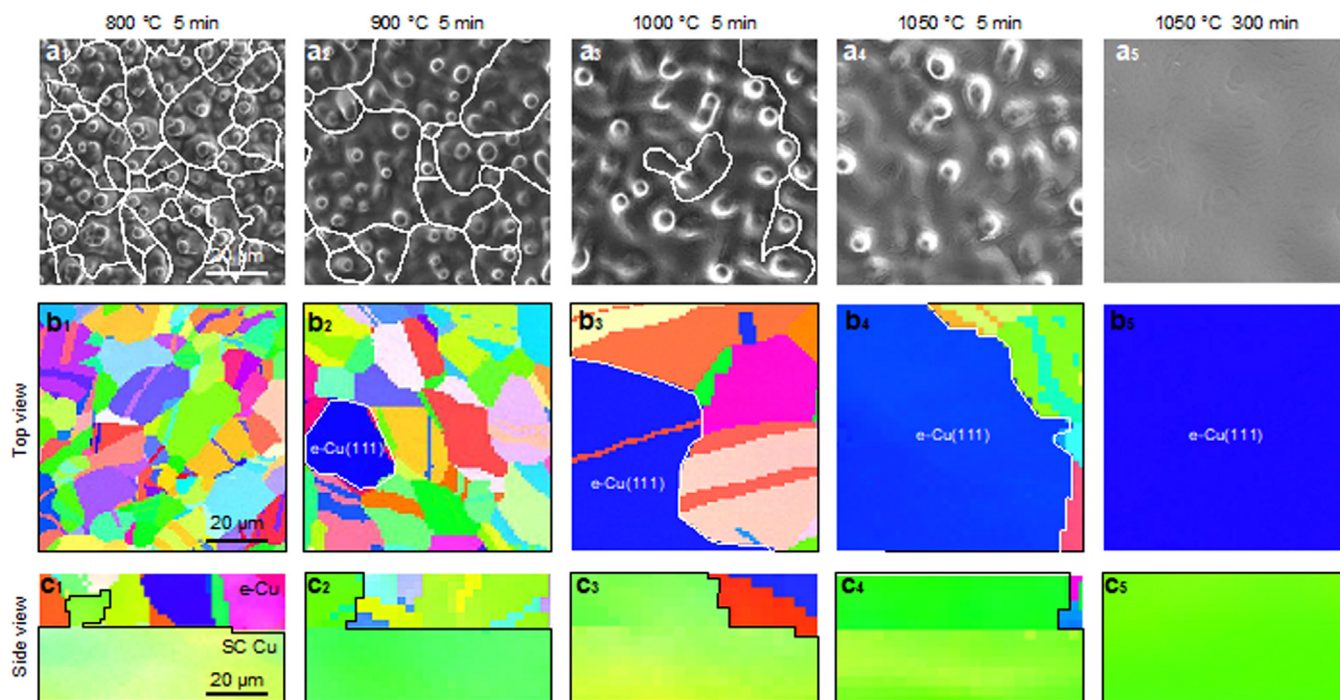 800 °C 5 min
900 °C 5 min
1000 °C 5 min
1050 °C 5 min
1050 °C 300 min
a1
a2
a3
a4
a5
20 µm
Top view
b1
b2
b3
b4
b5
e-Cu(111)
e-Cu(111)
e-Cu(111)
e-Cu(111)
20 µm
Side view
c1
c2
c3
c4
c5
e-Cu
SC Cu
20 µm